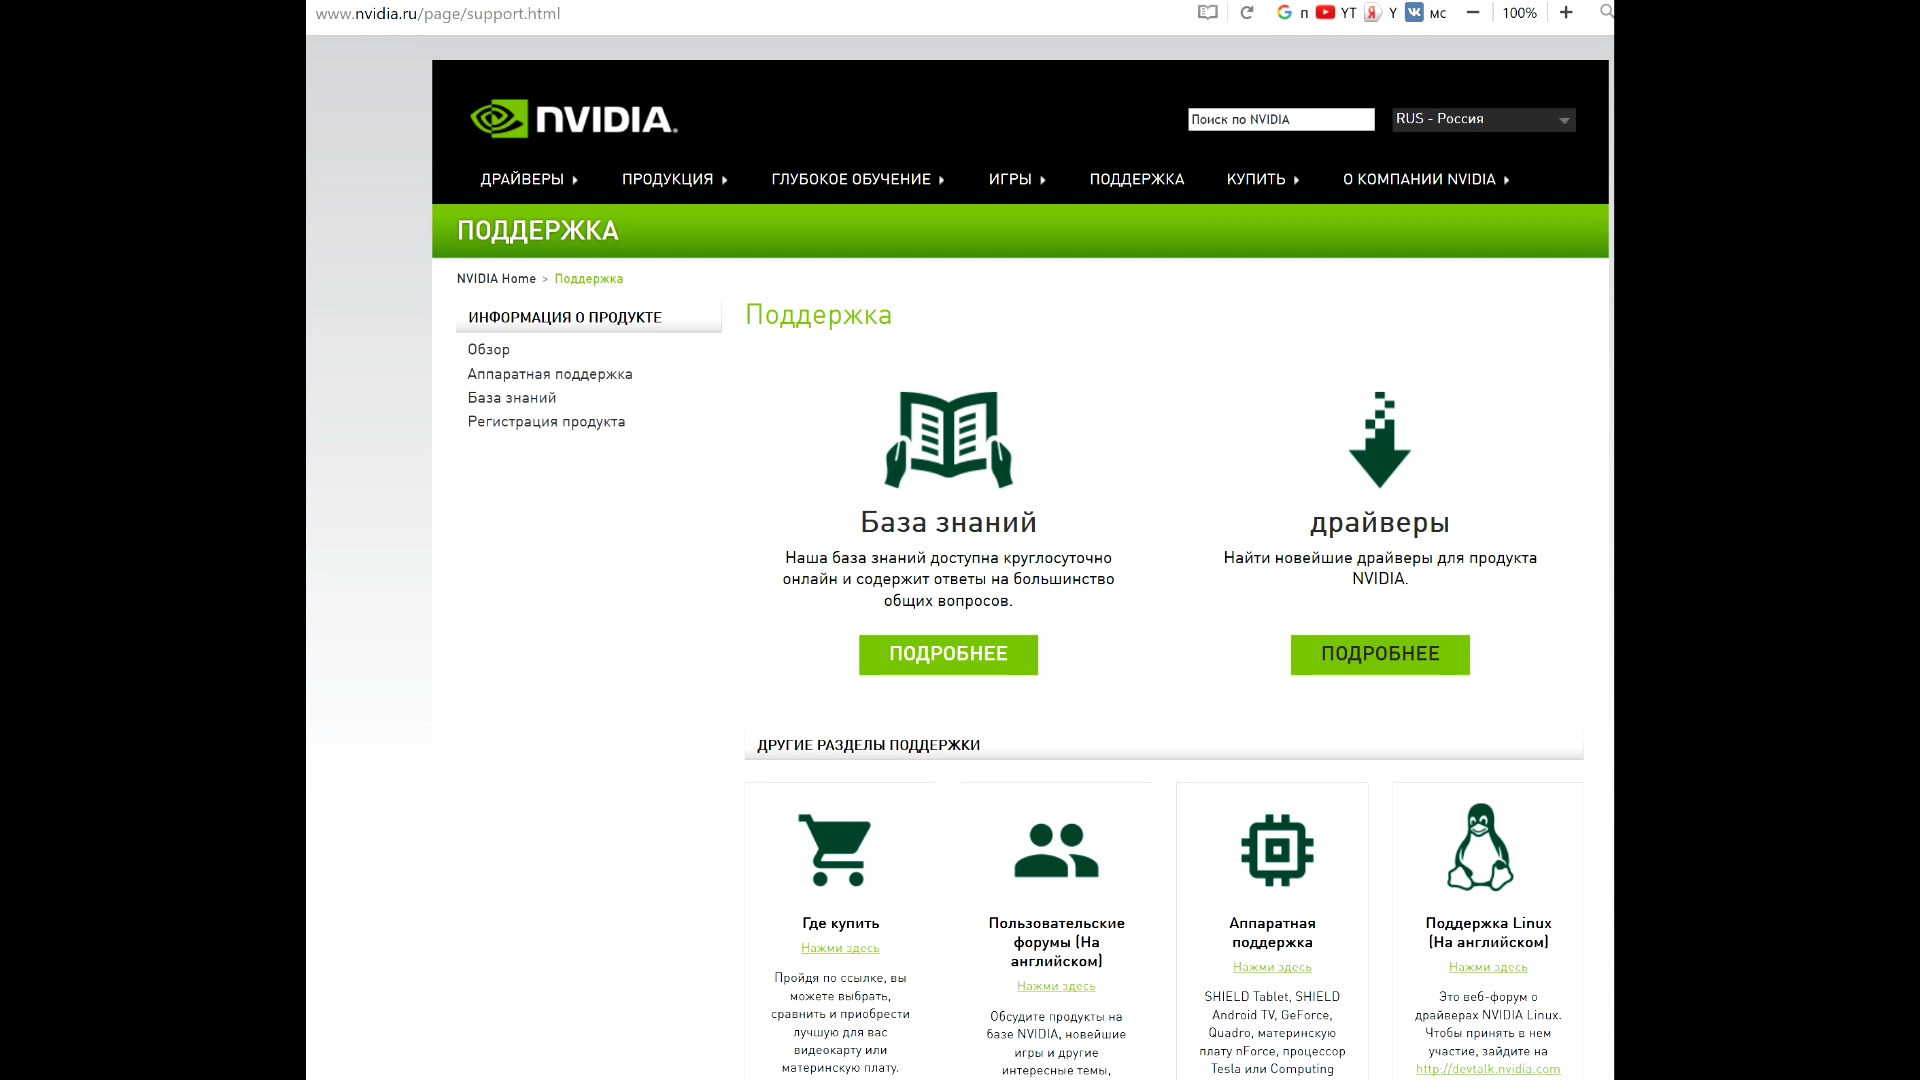 www.nvidia.ru/page/support.html
п YT Y мс 100%
NVIDIA.
Поиск по NVIDIA
RUS - Россия
ДРАЙВЕРЫ ПРОДУКЦИЯ ГЛУБОКОЕ ОБУЧЕНИЕ ИГРЫ ПОДДЕРЖКА КУПИТЬ О КОМПАНИИ NVIDIA
ПОДДЕРЖКА
NVIDIA Home > Поддержка
ИНФОРМАЦИЯ О ПРОДУКТЕ
Обзор
Аппаратная поддержка
База знаний
Регистрация продукта
Поддержка
База знаний
Наша база знаний доступна круглосуточно
онлайн и содержит ответы на большинство
общих вопросов.
ПОДРОБНЕЕ
драйверы
Найти новейшие драйверы для продукта
NVIDIA.
ПОДРОБНЕЕ
ДРУГИЕ РАЗДЕЛЫ ПОДДЕРЖКИ
Где купить
Нажми здесь
Пройдя по ссылке, вы
можете выбрать,
сравнить и приобрести
лучшую для вас
видеокарту или
материнскую плату.
Пользовательские
форумы (На
английском)
Нажми здесь
Обсудите продукты на
базе NVIDIA, новейшие
игры и другие
интересные темы,
Аппаратная
поддержка
Нажми здесь
SHIELD Tablet, SHIELD
Android TV, GeForce,
Quadro, материнскую
плату nForce, процессор
Tesla или Computing
Поддержка Linux
(На английском)
Нажми здесь
Это веб-форум о
драйверах NVIDIA Linux.
Чтобы принять в нем
участие, зайдите на
http://devtalk.nvidia.com